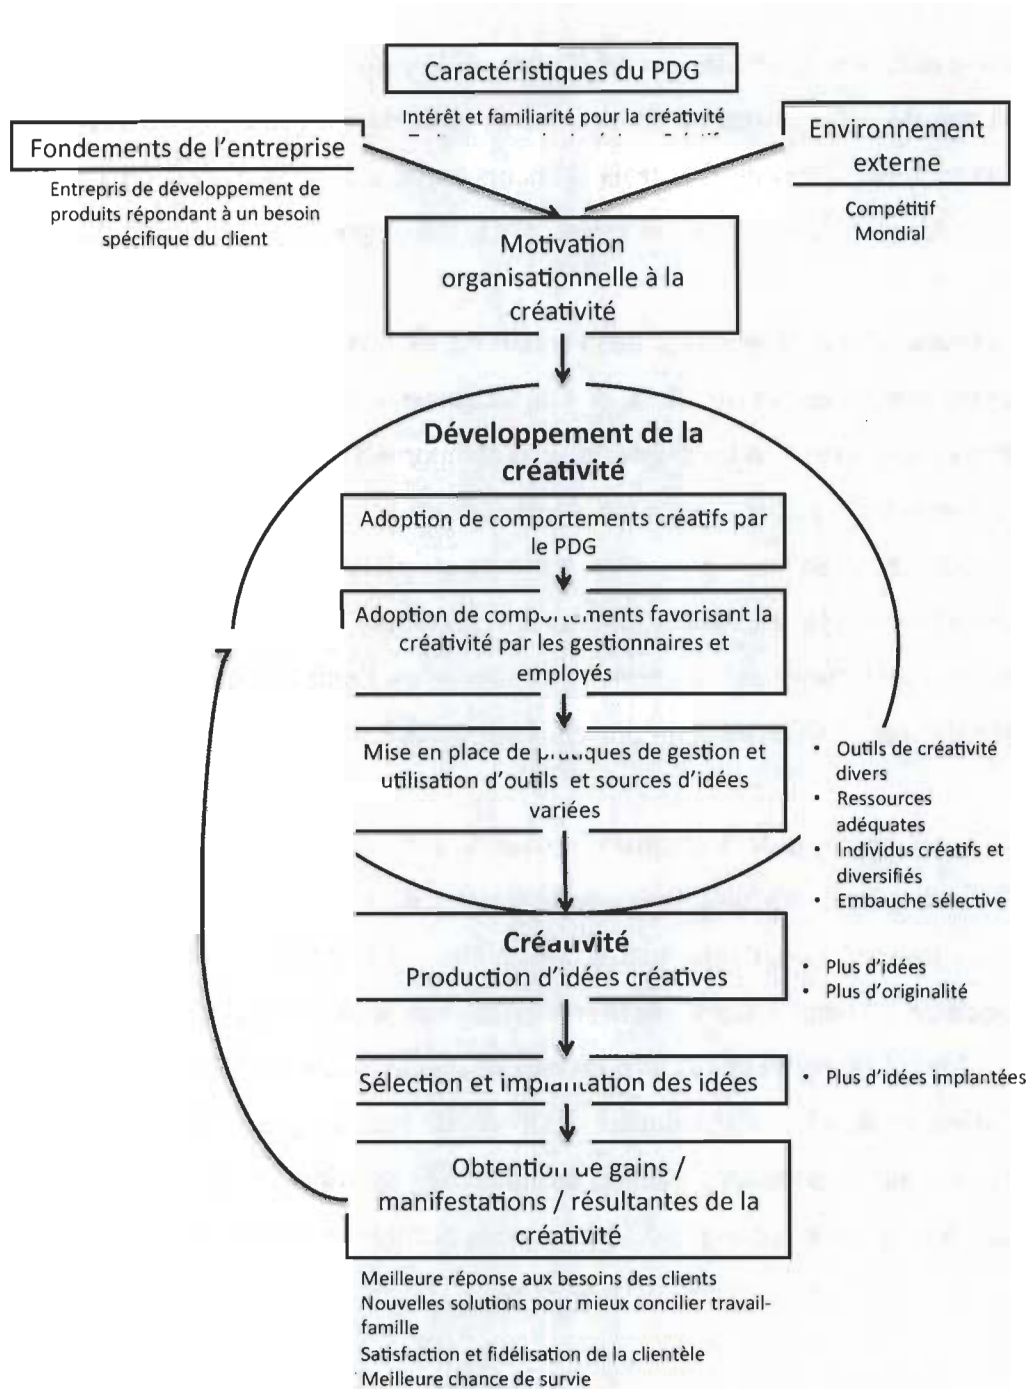 Caractéristiques du PDG
Intérêt et familiarité pour la créativité
Fondements de l'entreprise
Entrepris de développement de
produits répondant à un besoin
spécifique du client
Environnement
externe
Compétitif
Mondial
Motivation
organisationnelle à la
créativité
Développement de la
créativité
Adoption de comportements créatifs par
le PDG
Adoption de comportements favorisant la
créativité par les gestionnaires et
employés
Mise en place de pratiques de gestion et
utilisation d'outils et sources d'idées
variées
• Outils de créativité
divers
• Ressources
adéquates
• Individus créatifs et
diversifiés
• Embauche sélective
Créativité
Production d'idées créatives
• Plus d'idées
• Plus d'originalité
Sélection et implantation des idées
• Plus d'idées implantées
Obtention de gains /
manifestations / résultantes de la
créativité
Meilleure réponse aux besoins des clients
Nouvelles solutions pour mieux concilier travail-
famille
Satisfaction et fidélisation de la clientèle
Meilleure chance de survie